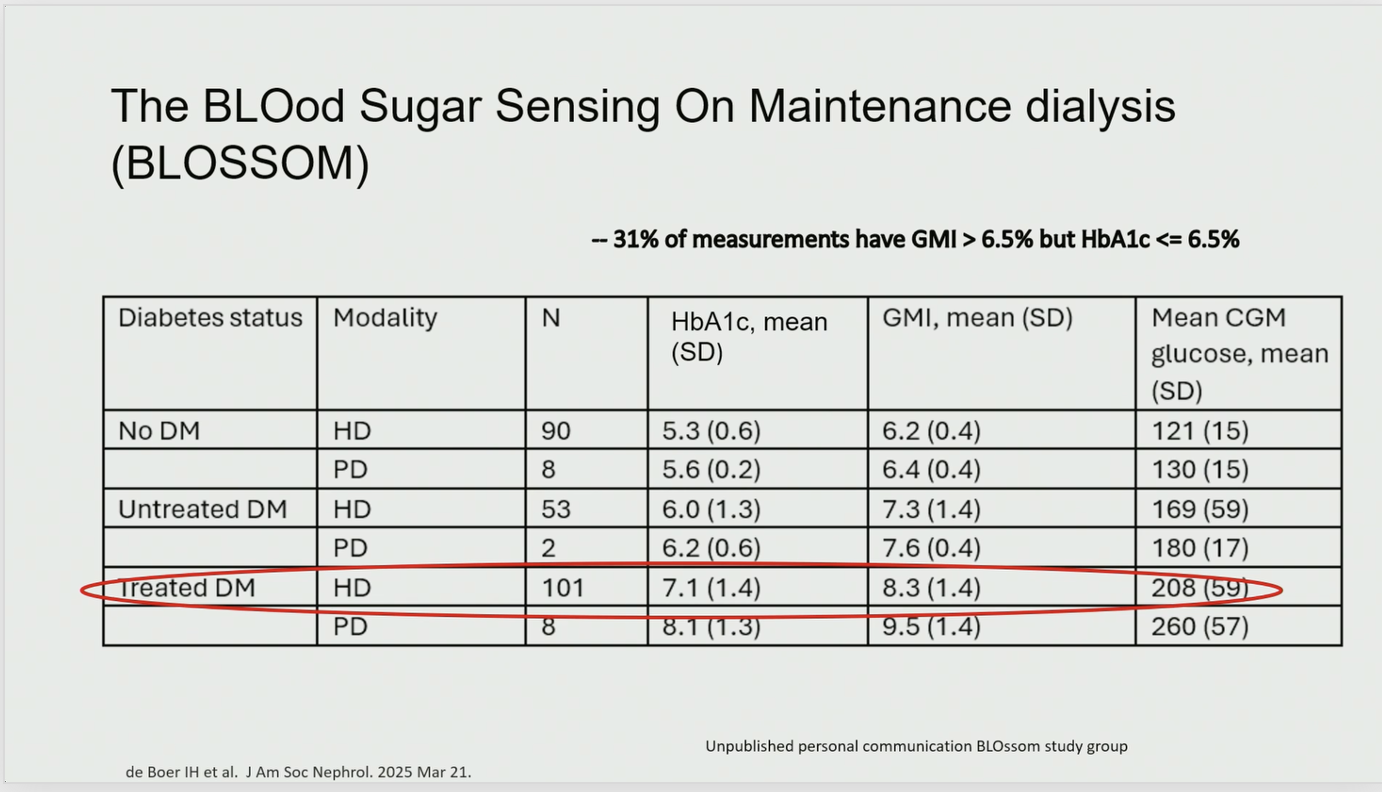 The BLOod Sugar Sensing On Maintenance dialysis
(BLOSSOM)
-- 31% of measurements have GMI > 6.5% but HbA1c <= 6.5%
Diabetes status Modality N HbA1c, mean (SD) GMI, mean (SD) Mean CGM glucose, mean (SD)
No DM HD 90 5.3 (0.6) 6.2 (0.4) 121 (15)
PD 8 5.6 (0.2) 6.4 (0.4) 130 (15)
Untreated DM HD 53 6.0 (1.3) 7.3 (1.4) 169 (59)
PD 2 6.2 (0.6) 7.6 (0.4) 180 (17)
Treated DM HD 101 7.1 (1.4) 8.3 (1.4) 208 (59)
PD 8 8.1 (1.3) 9.5 (1.4) 260 (57)
Unpublished personal communication BLOssom study group
de Boer IH et al. J Am Soc Nephrol. 2025 Mar 21.